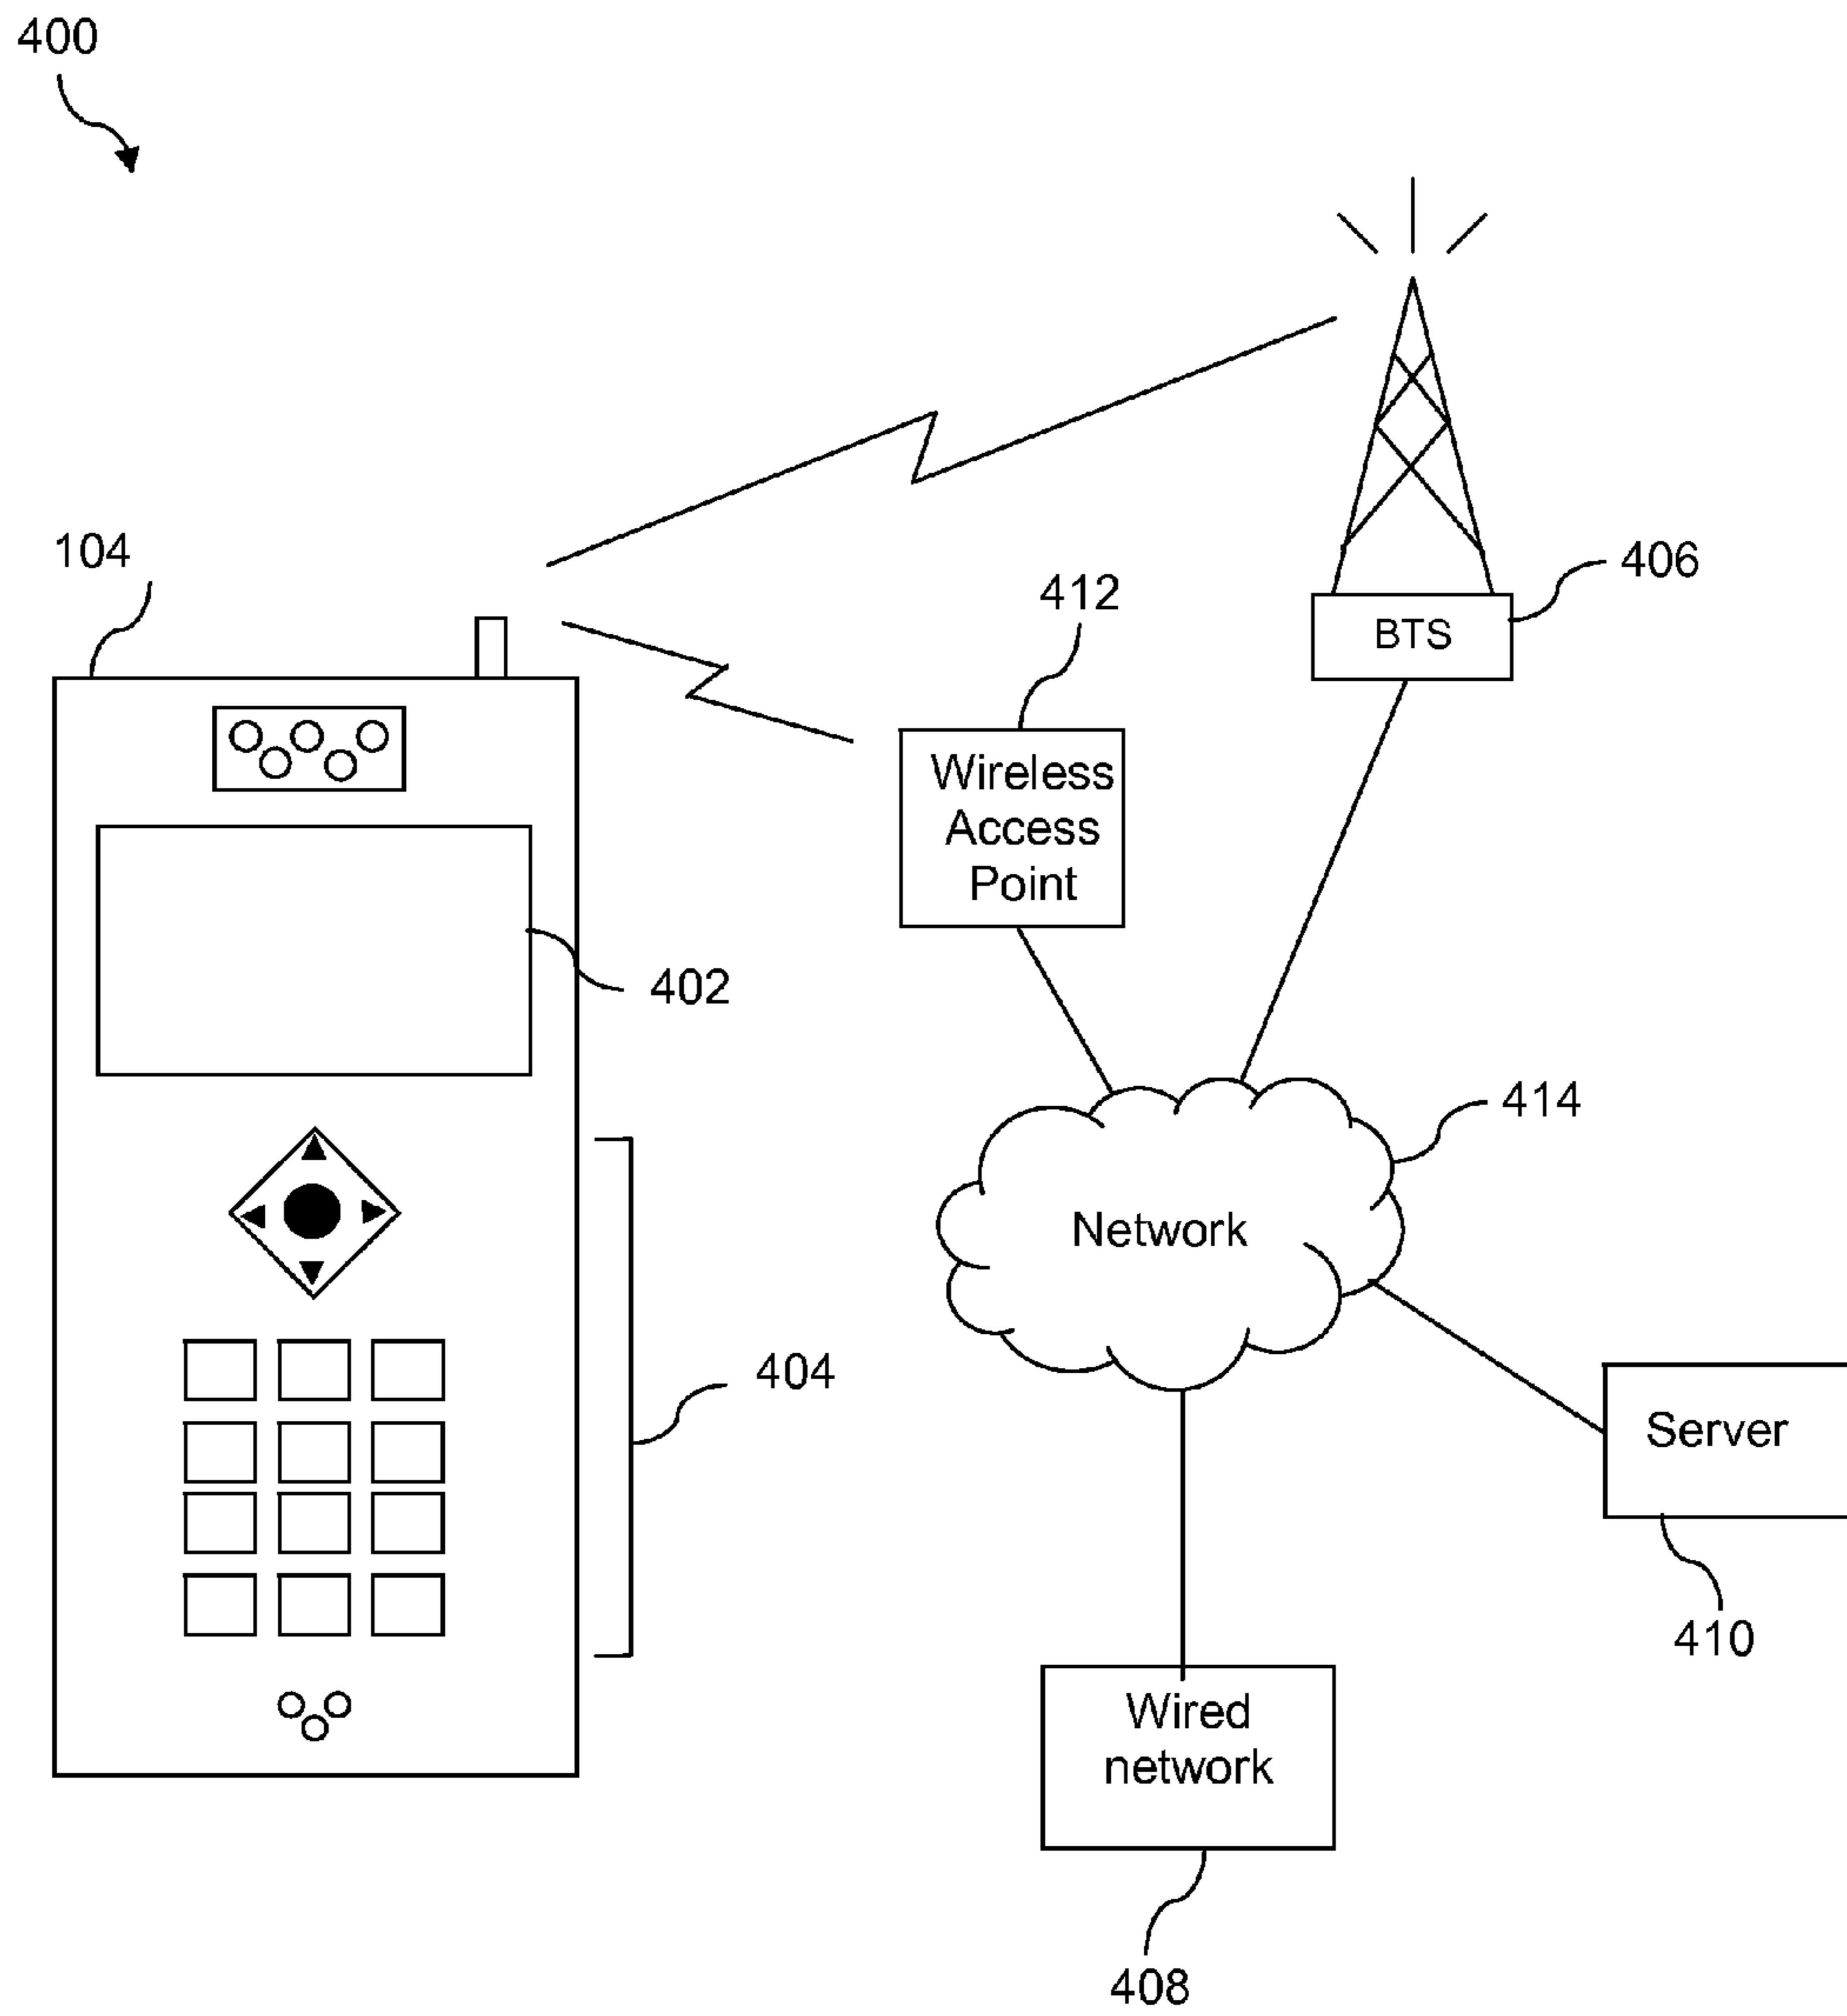 400
104
412
406
BTS
Wireless
Access
Point
402
414
Network
404
Server
410
Wired
network
408